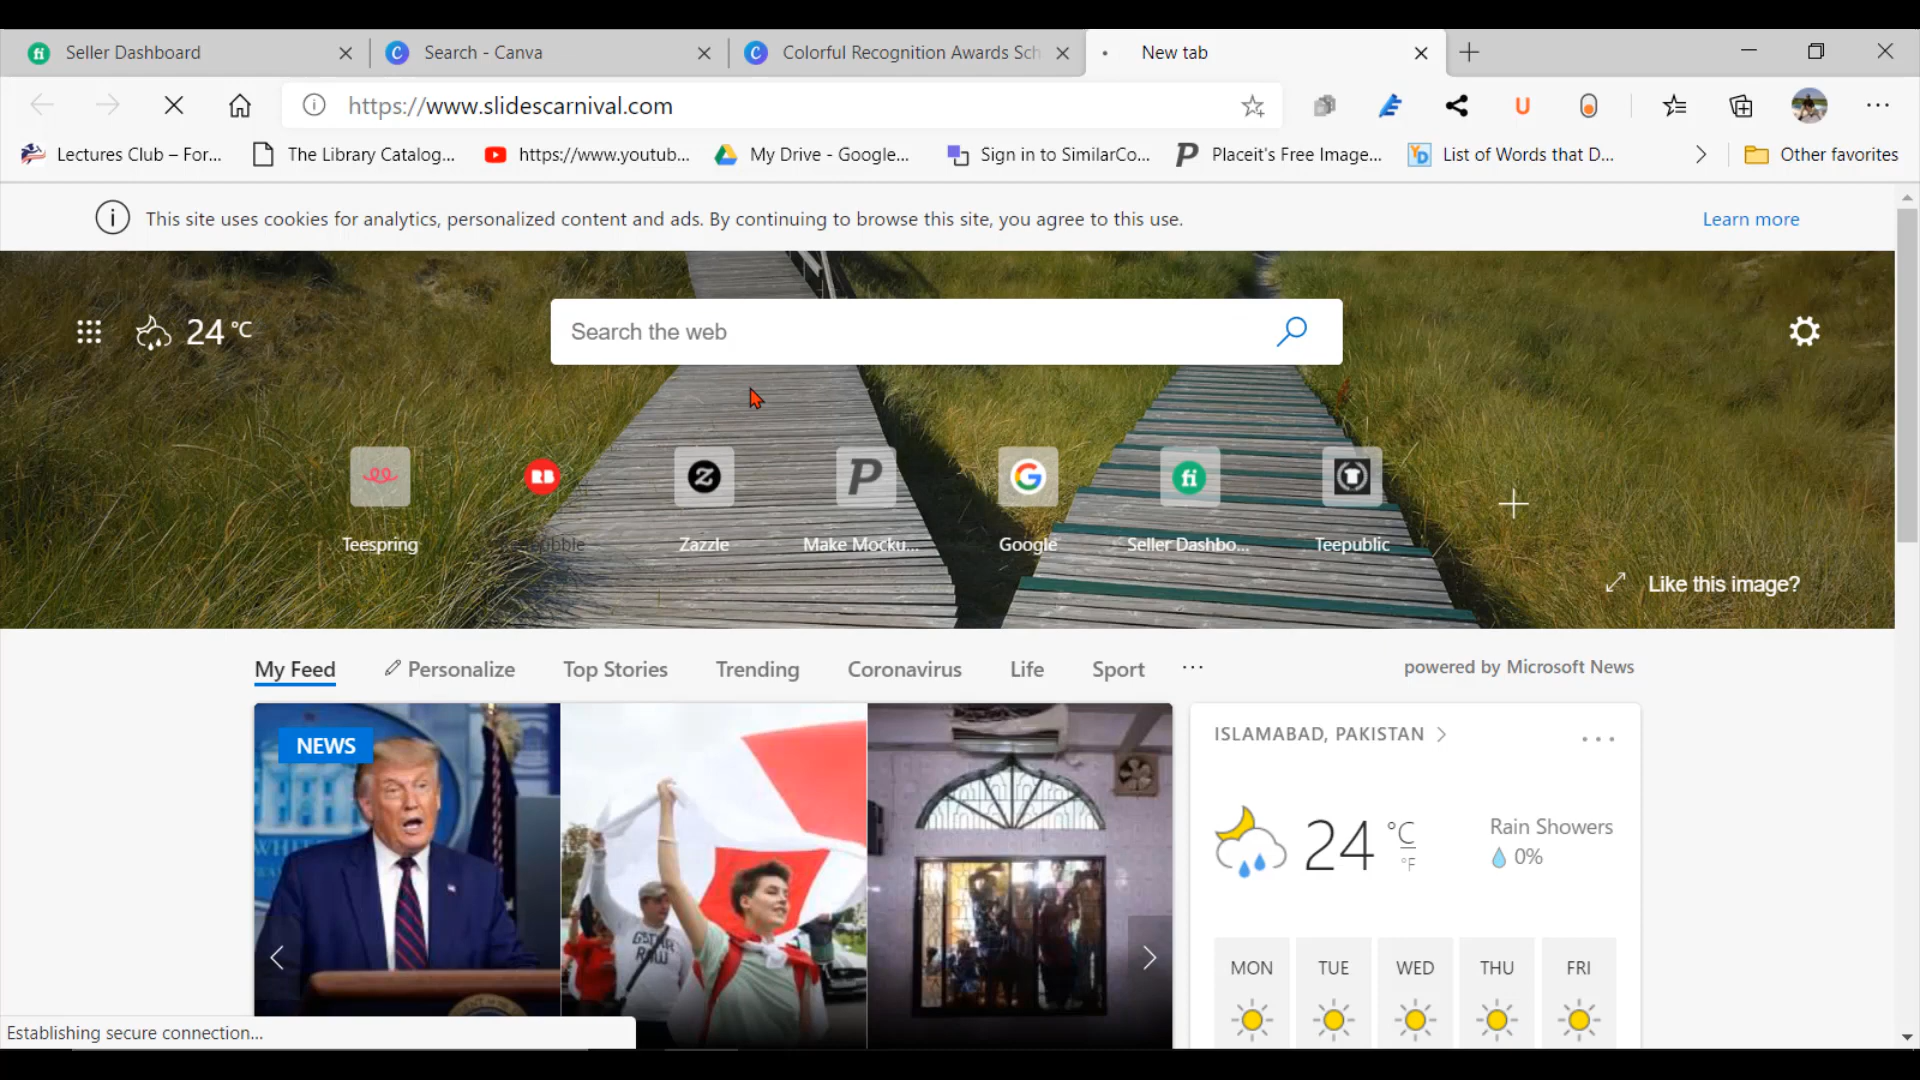 Seller Dashboard
Search - Canva
Colorful Recognition Awards Sch
New tab
https://www.slidescarnival.com
Lectures Club – For...
The Library Catalog...
https://www.youtub...
My Drive - Google...
Sign in to SimilarCo...
Placeit's Free Image...
List of Words that D...
Other favorites
This site uses cookies for analytics, personalized content and ads. By continuing to browse this site, you agree to this use.
Learn more
24 °C
Search the web
Teespring
Zazzle
Make Mocku...
Google
Seller Dashbo...
Teepublic
Like this image?
My Feed
Personalize
Top Stories
Trending
Coronavirus
Life
Sport
...
powered by Microsoft News
NEWS
ISLAMABAD, PAKISTAN
24 °C
°F
Rain Showers
0%
GSTAR
RAW
MON
TUE
WED
THU
FRI
Establishing secure connection...